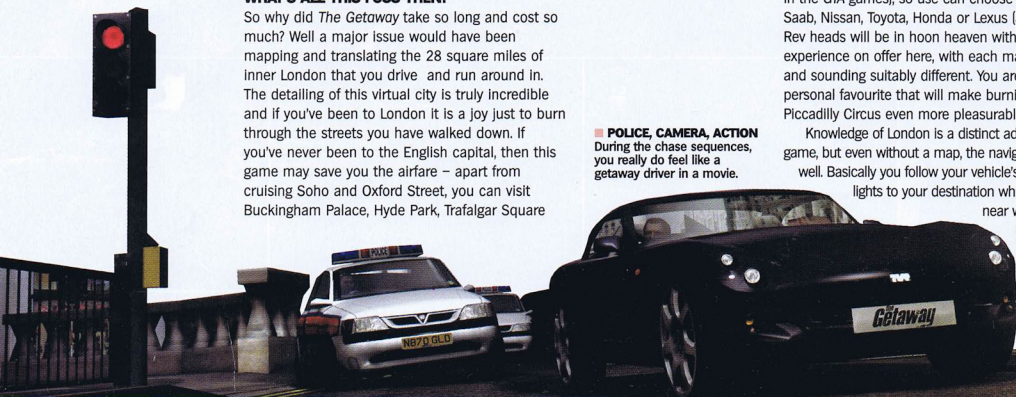 So why did The Getaway take so long and cost so
much? Well a major issue would have been
mapping and translating the 28 square miles of
inner London that you drive and run around in.
The detailing of this virtual city is truly incredible
and if you've been to London it is a joy just to burn
through the streets you have walked down. If
you've never been to the English capital, then this
game may save you the airfare – apart from
cruising Soho and Oxford Street, you can visit
Buckingham Palace, Hyde Park, Trafalgar Square
POLICE, CAMERA, ACTION
During the chase sequences,
you really do feel like a
getaway driver in a movie.
Saab, Nissan, Toyota, Honda or Lexus
Rev heads will be in hoon heaven with
experience on offer here, with each
and sounding suitably different. You
personal favourite that will make
Piccadilly Circus even more
Knowledge of London is a distinct
game, but even without a map, the
well. Basically you follow your vehicle's
lights to your destination
near
POLICE
N870 GLD
TVR
the
Getaway